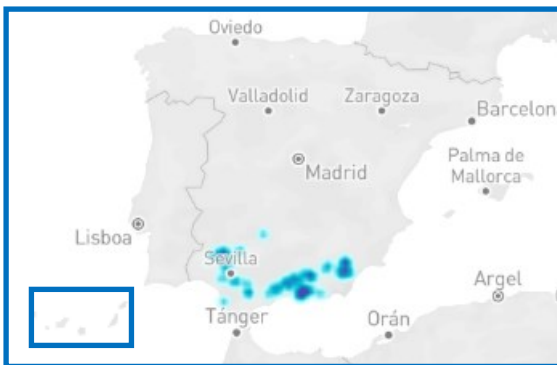 Oviedo
Valladolid
Zaragoza
Barcelon
Madrid
Palma de
Mallorca
Lisboa
Sevilla
Argel
Tánger
Orán